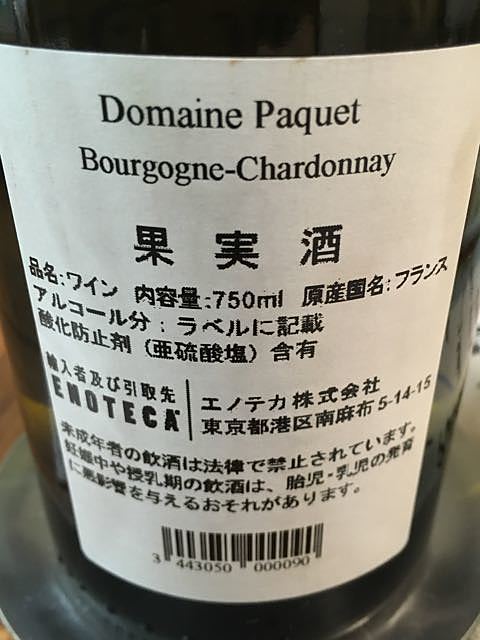 Domaine Paquet
Bourgogne-Chardonnay
果実酒
品名:ワイン 内容量:750ml 原産国名:フランス
アルコール分:ラベルに記載
酸化防止剤(亜硫酸塩)含有
輸入者及び引取先
ENOTECA
エノテカ株式会社
東京都港区南麻布5-14-15
未成年者の飲酒は法律で禁止されています。
妊娠中や授乳期の飲酒は、胎児・乳児の発育
に悪影響を与えるおそれがあります。
3 443050 000090